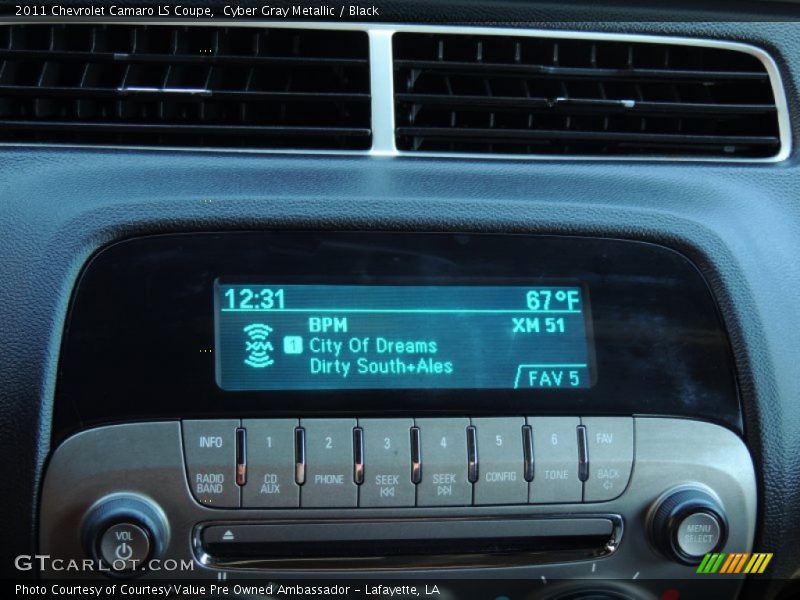 2011 Chevrolet Camaro LS Coupe,  Cyber Gray Metallic / Black
12:31 67°F
BPM XM 51
XM 1 City Of Dreams
Dirty South+Ales
FAV 5
INFO 1 2 3 4 5 6 FAV
RADIO BAND CD AUX PHONE SEEK SEEK CONFIG TONE BACK
VOL
MENU SELECT
GTCARLOT.COM
Photo Courtesy of Courtesy Value Pre Owned Ambassador - Lafayette, LA